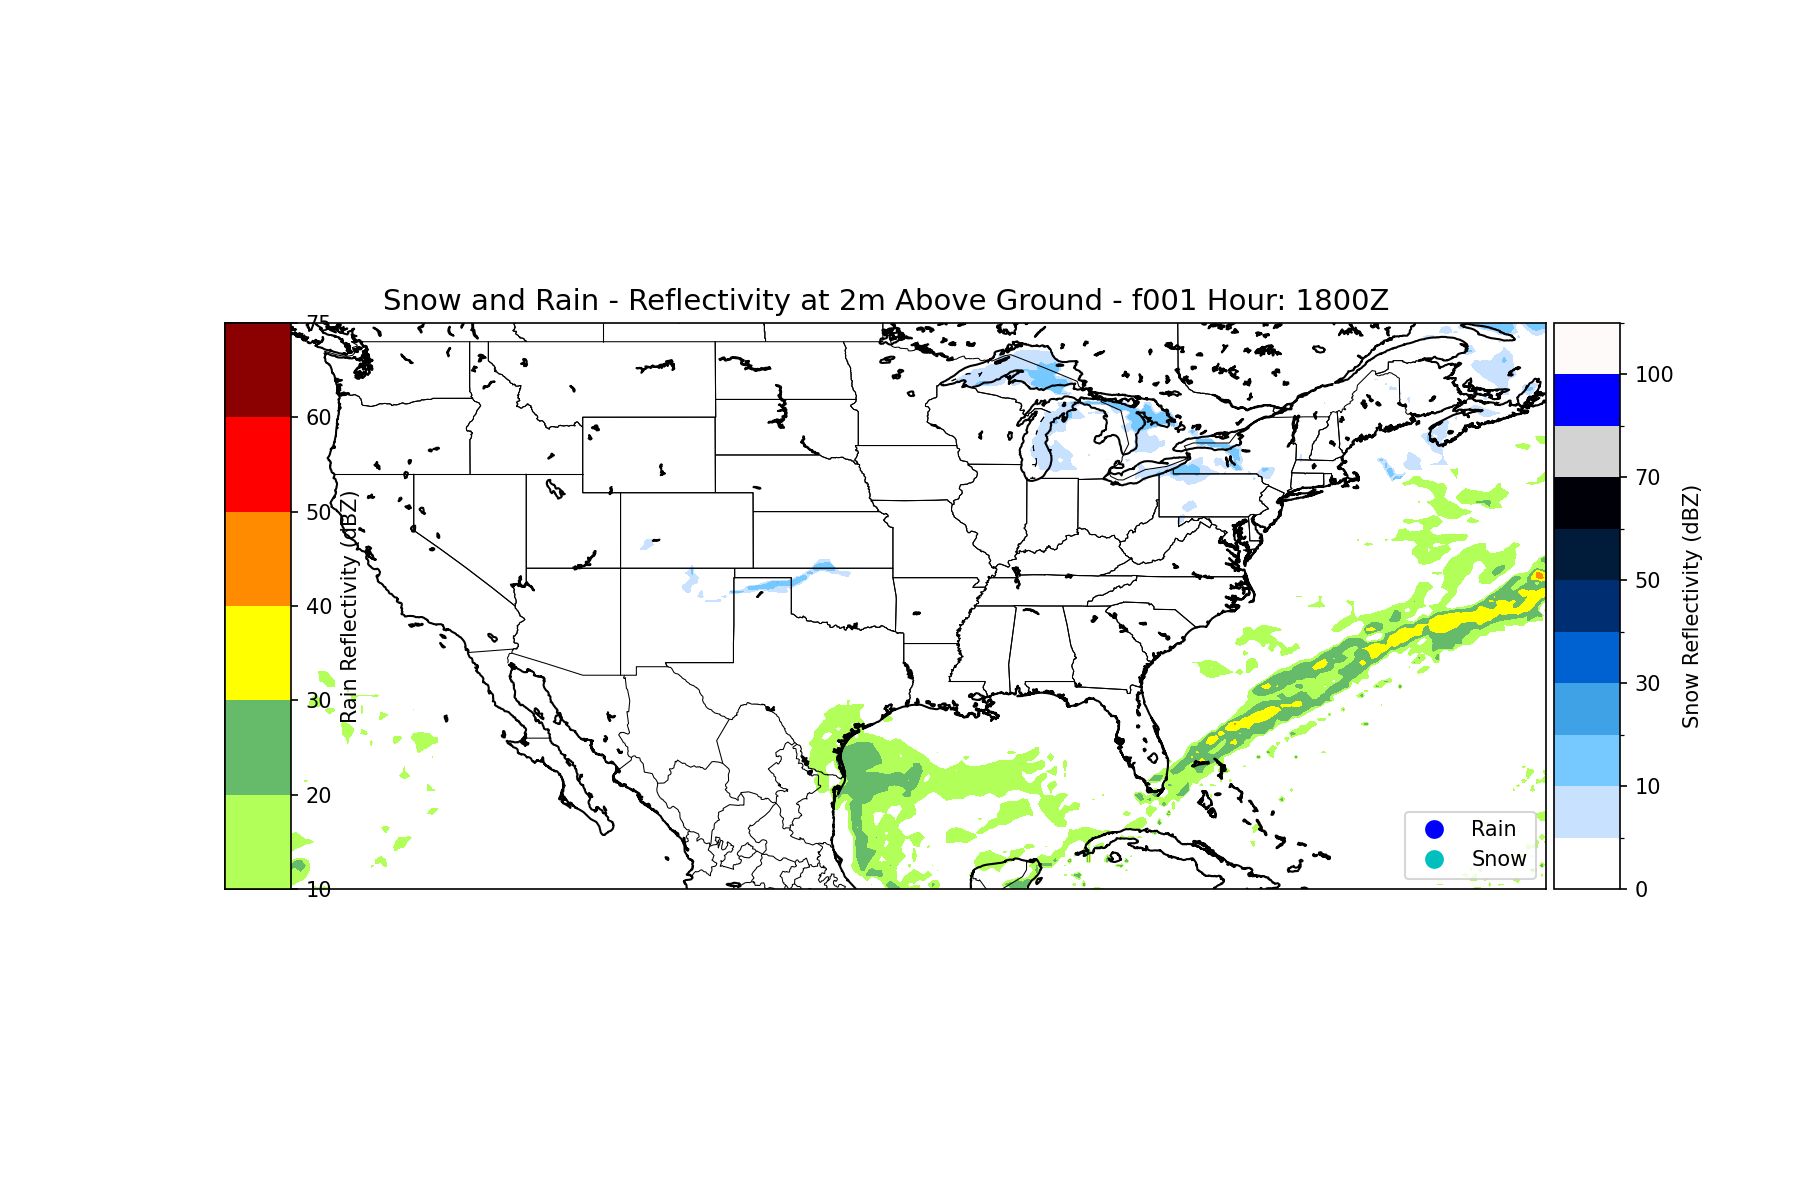 Snow and Rain - Reflectivity at 2m Above Ground - f001 Hour: 1800Z
75
60
50
40
30
20
10
Rain Reflectivity (dBZ)
100
70
50
30
10
0
Snow Reflectivity (dBZ)
Rain
Snow